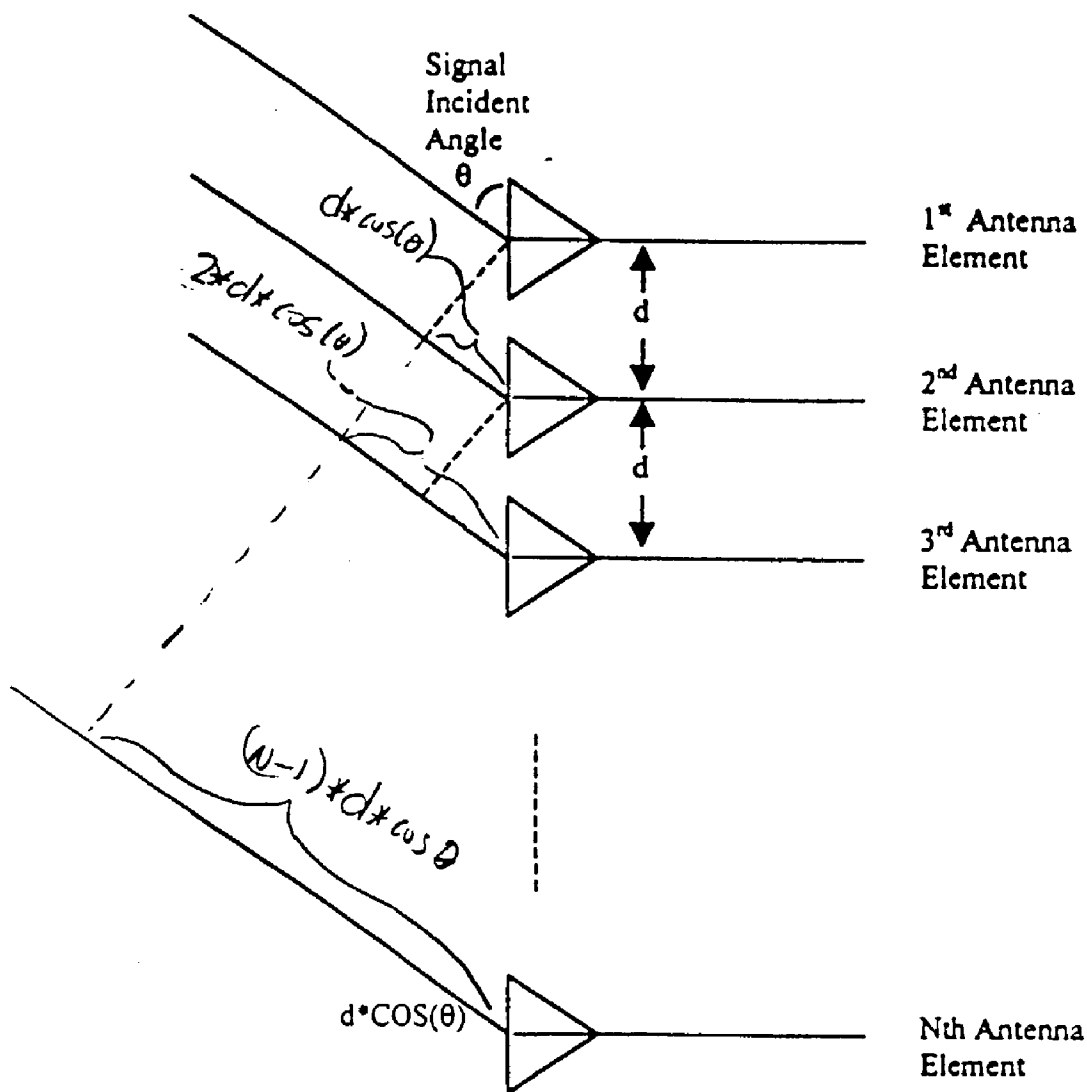 Signal
Incident
Angle
θ
d*cos(θ)
2*d*cos(θ)
1st Antenna
Element
d
2nd Antenna
Element
d
3rd Antenna
Element
(N-1)*d*cosθ
d*COS(θ)
Nth Antenna
Element